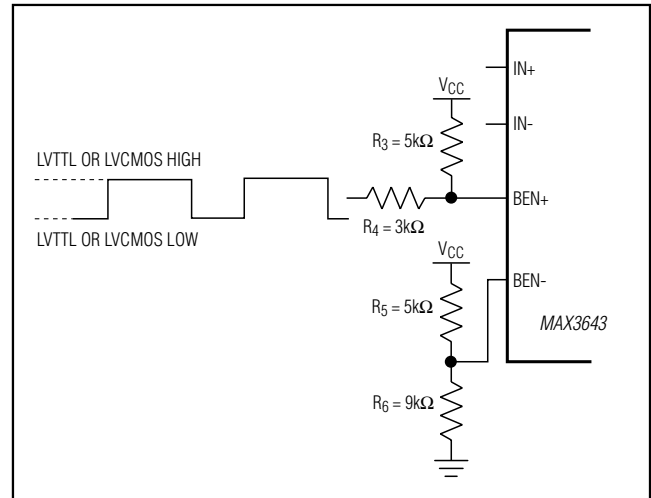 IN+
VCC
IN-
R3 = 5kΩ
LVTTL OR LVCMOS HIGH
BEN+
LVTTL OR LVCMOS LOW
R4 = 3kΩ
VCC
BEN-
R5 = 5kΩ
MAX3643
R6 = 9kΩ